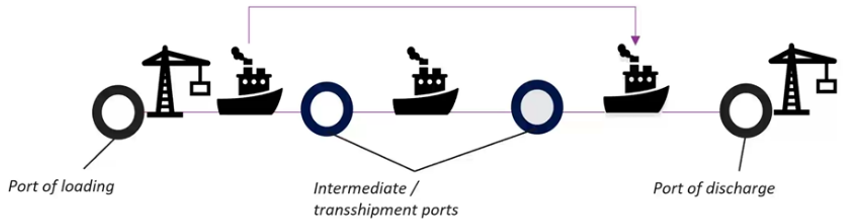 Port of loading
Intermediate /
transshipment ports
Port of discharge